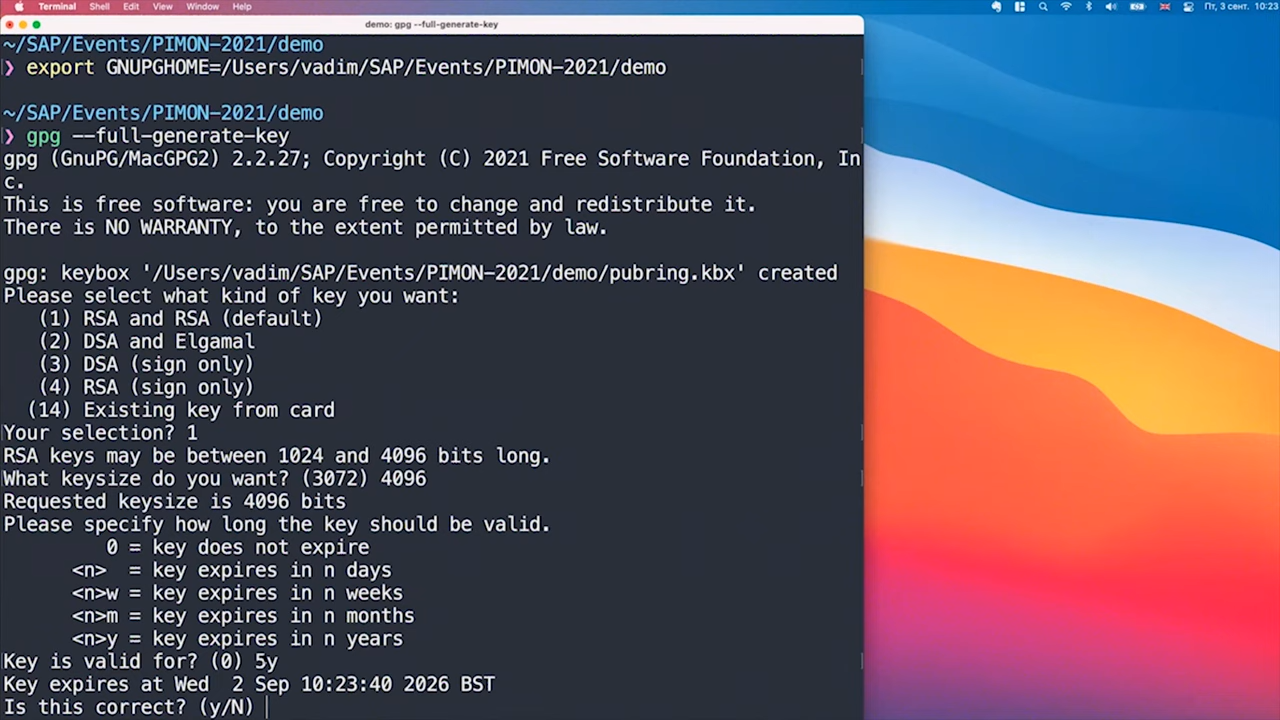 Terminal Shell Edit View Window Help Пт, 3 сент. 10:23
demo: gpg --full-generate-key
~/SAP/Events/PIMON-2021/demo
❯ export GNUPGHOME=/Users/vadim/SAP/Events/PIMON-2021/demo
~/SAP/Events/PIMON-2021/demo
❯ gpg --full-generate-key
gpg (GnuPG/MacGPG2) 2.2.27; Copyright (C) 2021 Free Software Foundation, In
c.
This is free software: you are free to change and redistribute it.
There is NO WARRANTY, to the extent permitted by law.
gpg: keybox '/Users/vadim/SAP/Events/PIMON-2021/demo/pubring.kbx' created
Please select what kind of key you want:
(1) RSA and RSA (default)
(2) DSA and Elgamal
(3) DSA (sign only)
(4) RSA (sign only)
(14) Existing key from card
Your selection? 1
RSA keys may be between 1024 and 4096 bits long.
What keysize do you want? (3072) 4096
Requested keysize is 4096 bits
Please specify how long the key should be valid.
0 = key does not expire
<n> = key expires in n days
<n>w = key expires in n weeks
<n>m = key expires in n months
<n>y = key expires in n years
Key is valid for? (0) 5y
Key expires at Wed 2 Sep 10:23:40 2026 BST
Is this correct? (y/N)